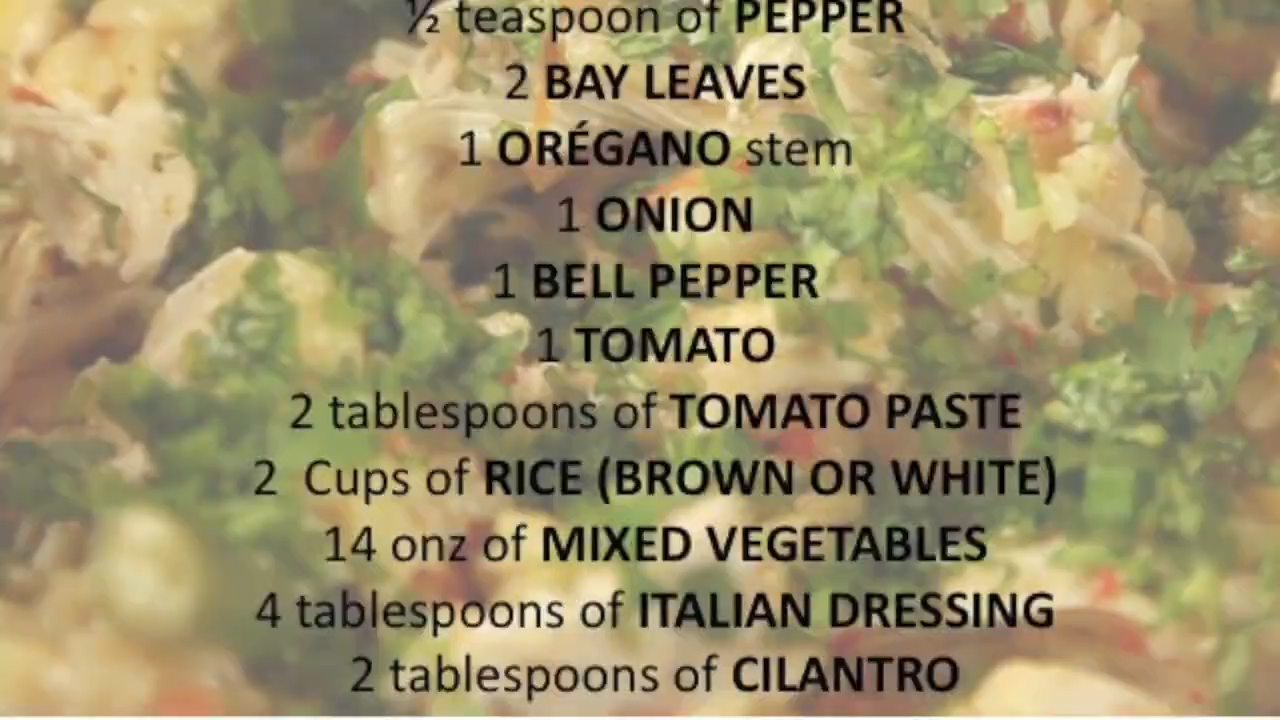 ½ teaspoon of PEPPER
2 BAY LEAVES
1 ORÉGANO stem
1 ONION
1 BELL PEPPER
1 TOMATO
2 tablespoons of TOMATO PASTE
2 Cups of RICE (BROWN OR WHITE)
14 onz of MIXED VEGETABLES
4 tablespoons of ITALIAN DRESSING
2 tablespoons of CILANTRO